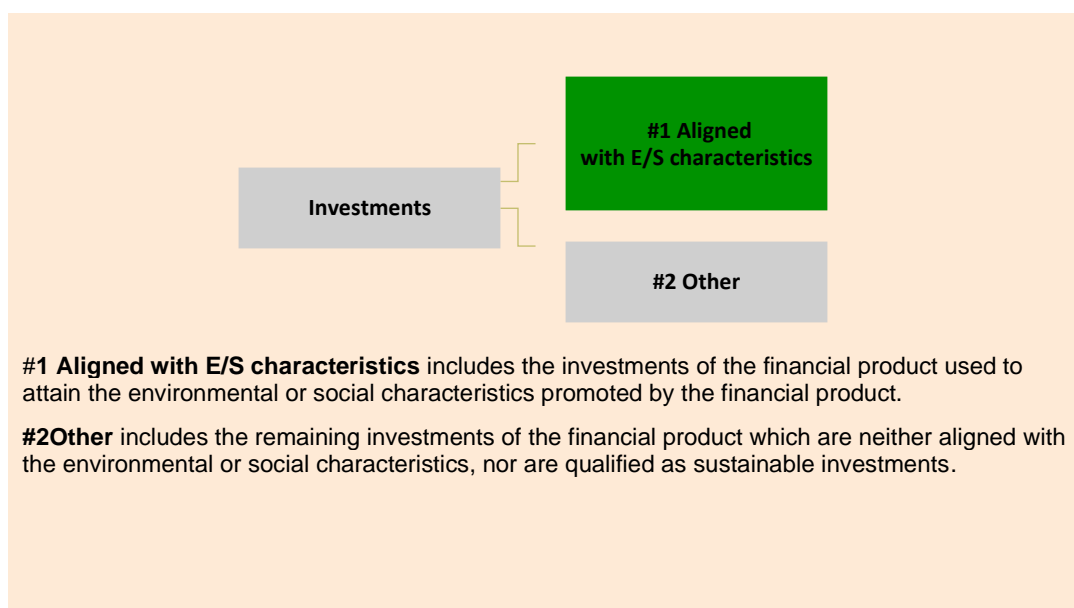 #1 Aligned
with E/S characteristics
Investments
#2 Other
#1 Aligned with E/S characteristics includes the investments of the financial product used to
attain the environmental or social characteristics promoted by the financial product.
#2Other includes the remaining investments of the financial product which are neither aligned with
the environmental or social characteristics, nor are qualified as sustainable investments.